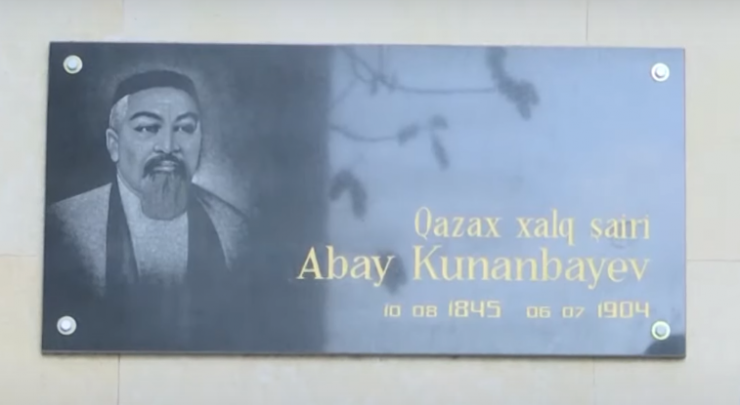 Qazax xalq şairi
Abay Kunanbayev
10 08 1845 06 07 1904